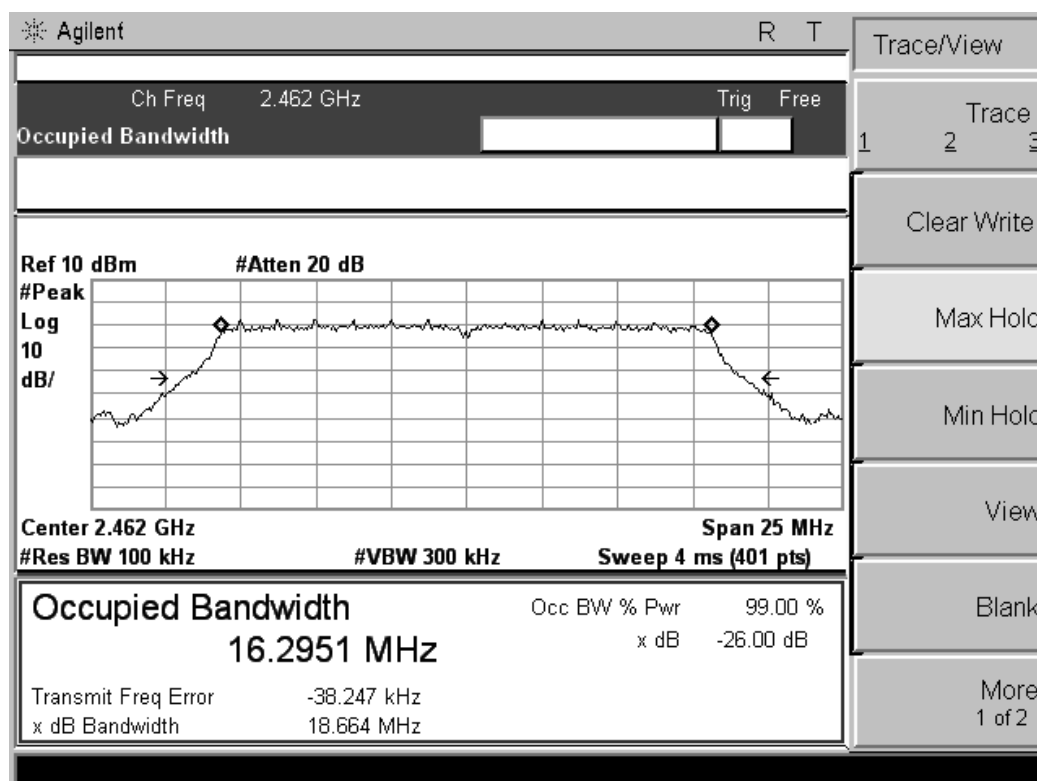 Agilent R T
Trace/View
Ch Freq 2.462 GHz Trig Free
Occupied Bandwidth
Trace
1 2 3
Clear Write
Ref 10 dBm #Atten 20 dB
#Peak
Log
10
dB/
Max Hold
Min Hold
View
Center 2.462 GHz Span 25 MHz
#Res BW 100 kHz #VBW 300 kHz Sweep 4 ms (401 pts)
Occupied Bandwidth Occ BW % Pwr 99.00 %
16.2951 MHz x dB -26.00 dB
Blank
Transmit Freq Error -38.247 kHz
x dB Bandwidth 18.664 MHz
More
1 of 2